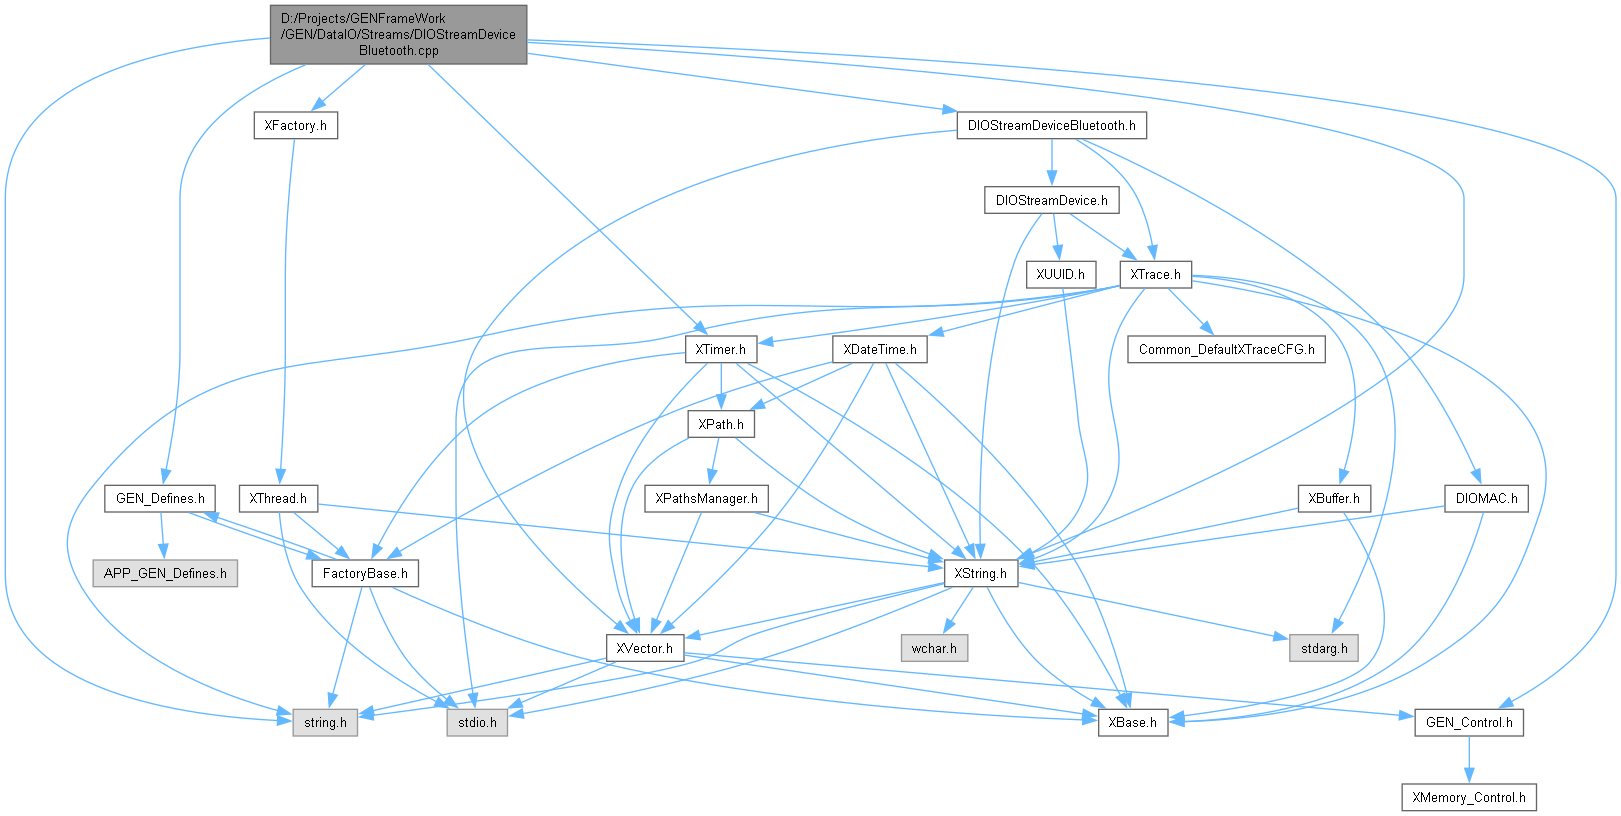 D:/Projects/GENFrameWork
/GEN/DataIO/Streams/DIOStreamDevice
Bluetooth.cpp
XFactory.h
DIOStreamDeviceBluetooth.h
DIOStreamDevice.h
XUUID.h
XTrace.h
XTimer.h
XDateTime.h
Common_DefaultXTraceCFG.h
XPath.h
GEN_Defines.h
XThread.h
XPathsManager.h
XBuffer.h
DIOMAC.h
APP_GEN_Defines.h
FactoryBase.h
XString.h
XVector.h
wchar.h
stdarg.h
string.h
stdio.h
XBase.h
GEN_Control.h
XMemory_Control.h